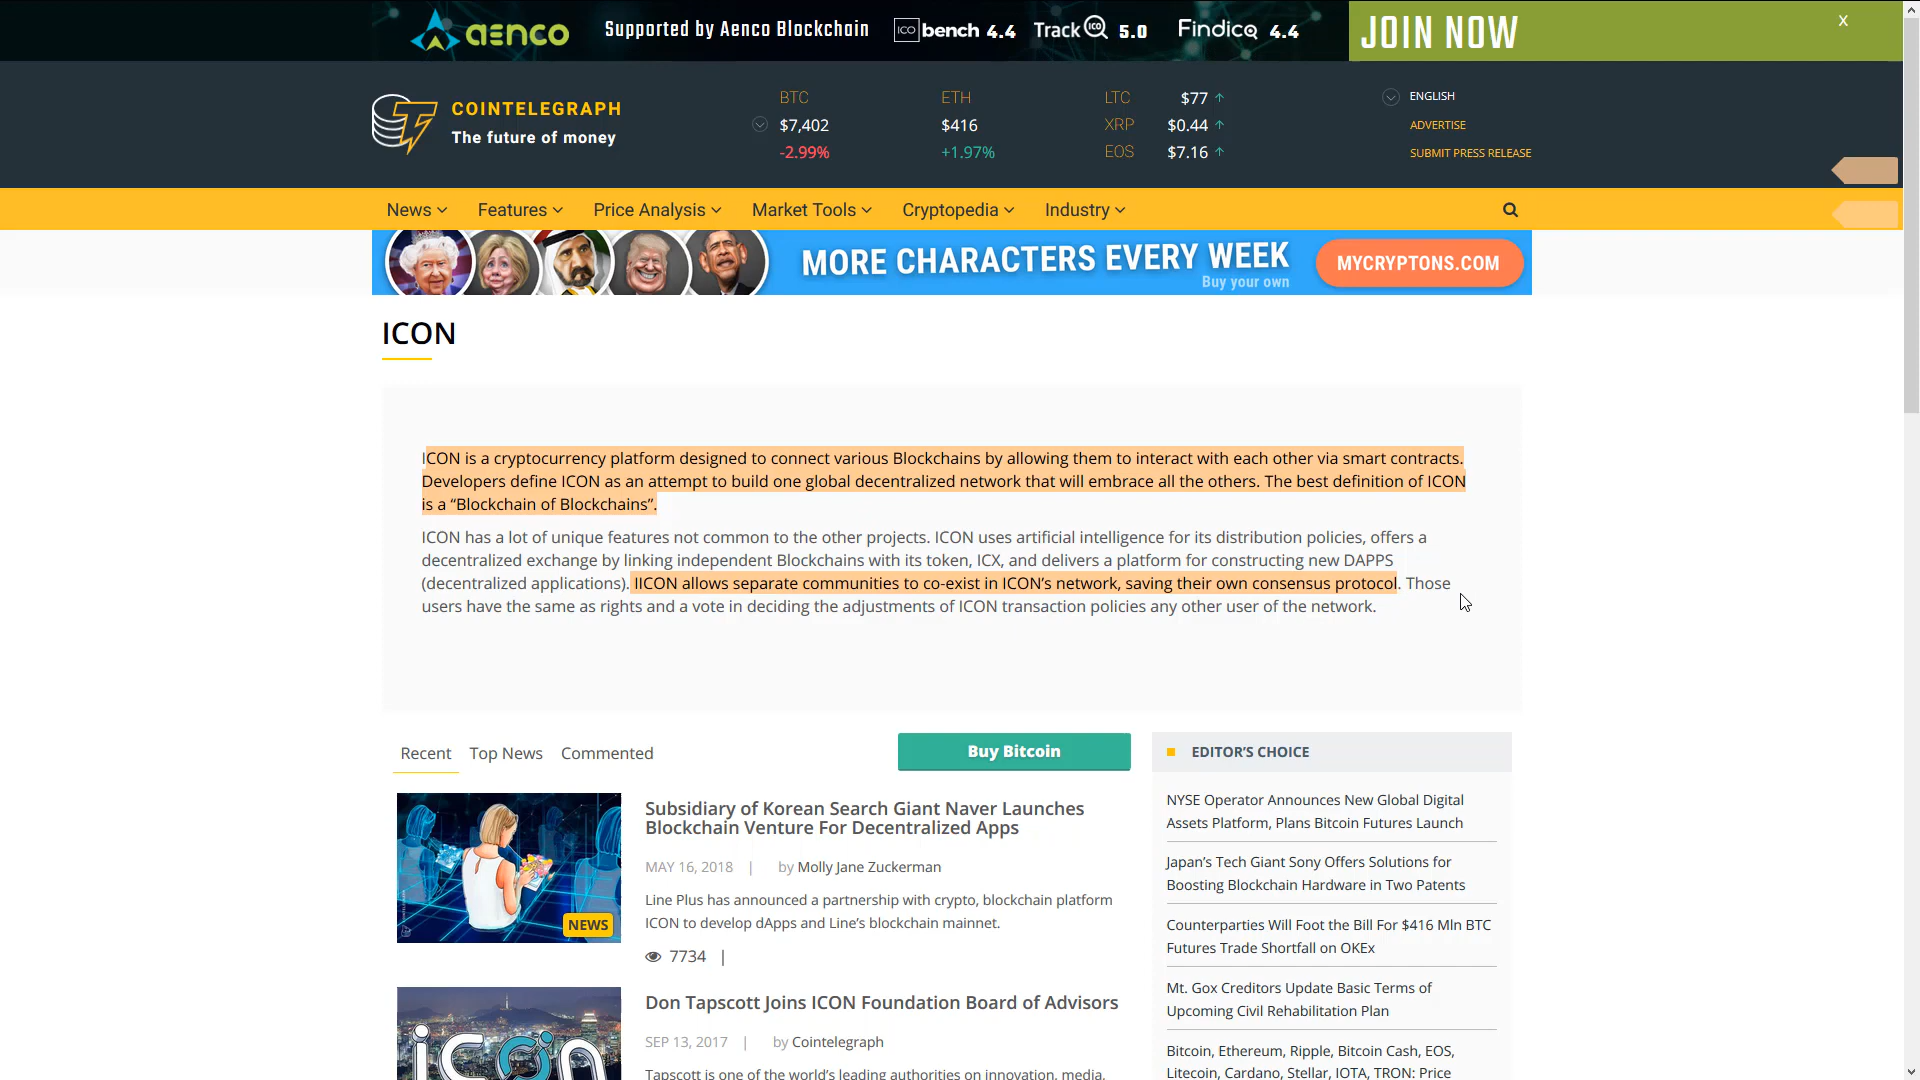 aenco Supported by Aenco Blockchain ICO bench 4.4 Track ICO 5.0 Findico 4.4 JOIN NOW X
COINTELEGRAPH
The future of money
BTC ETH LTC $77
$7,402 $416 XRP $0.44
-2.99% +1.97% EOS $7.16
ENGLISH
ADVERTISE
SUBMIT PRESS RELEASE
News Features Price Analysis Market Tools Cryptopedia Industry
MORE CHARACTERS EVERY WEEK
Buy your own
MYCRYPTONS.COM
ICON
ICON is a cryptocurrency platform designed to connect various Blockchains by allowing them to interact with each other via smart contracts.
Developers define ICON as an attempt to build one global decentralized network that will embrace all the others. The best definition of ICON
is a “Blockchain of Blockchains”.
ICON has a lot of unique features not common to the other projects. ICON uses artificial intelligence for its distribution policies, offers a
decentralized exchange by linking independent Blockchains with its token, ICX, and delivers a platform for constructing new DAPPS
(decentralized applications). IICON allows separate communities to co-exist in ICON’s network, saving their own consensus protocol. Those
users have the same as rights and a vote in deciding the adjustments of ICON transaction policies any other user of the network.
Recent Top News Commented
Buy Bitcoin
NEWS
Subsidiary of Korean Search Giant Naver Launches
Blockchain Venture For Decentralized Apps
MAY 16, 2018 | by Molly Jane Zuckerman
Line Plus has announced a partnership with crypto, blockchain platform
ICON to develop dApps and Line’s blockchain mainnet.
7734 |
icon
Don Tapscott Joins ICON Foundation Board of Advisors
SEP 13, 2017 | by Cointelegraph
Tapscott is one of the world’s leading authorities on innovation, media,
EDITOR’S CHOICE
NYSE Operator Announces New Global Digital
Assets Platform, Plans Bitcoin Futures Launch
Japan’s Tech Giant Sony Offers Solutions for
Boosting Blockchain Hardware in Two Patents
Counterparties Will Foot the Bill For $416 Mln BTC
Futures Trade Shortfall on OKEx
Mt. Gox Creditors Update Basic Terms of
Upcoming Civil Rehabilitation Plan
Bitcoin, Ethereum, Ripple, Bitcoin Cash, EOS,
Litecoin, Cardano, Stellar, IOTA, TRON: Price